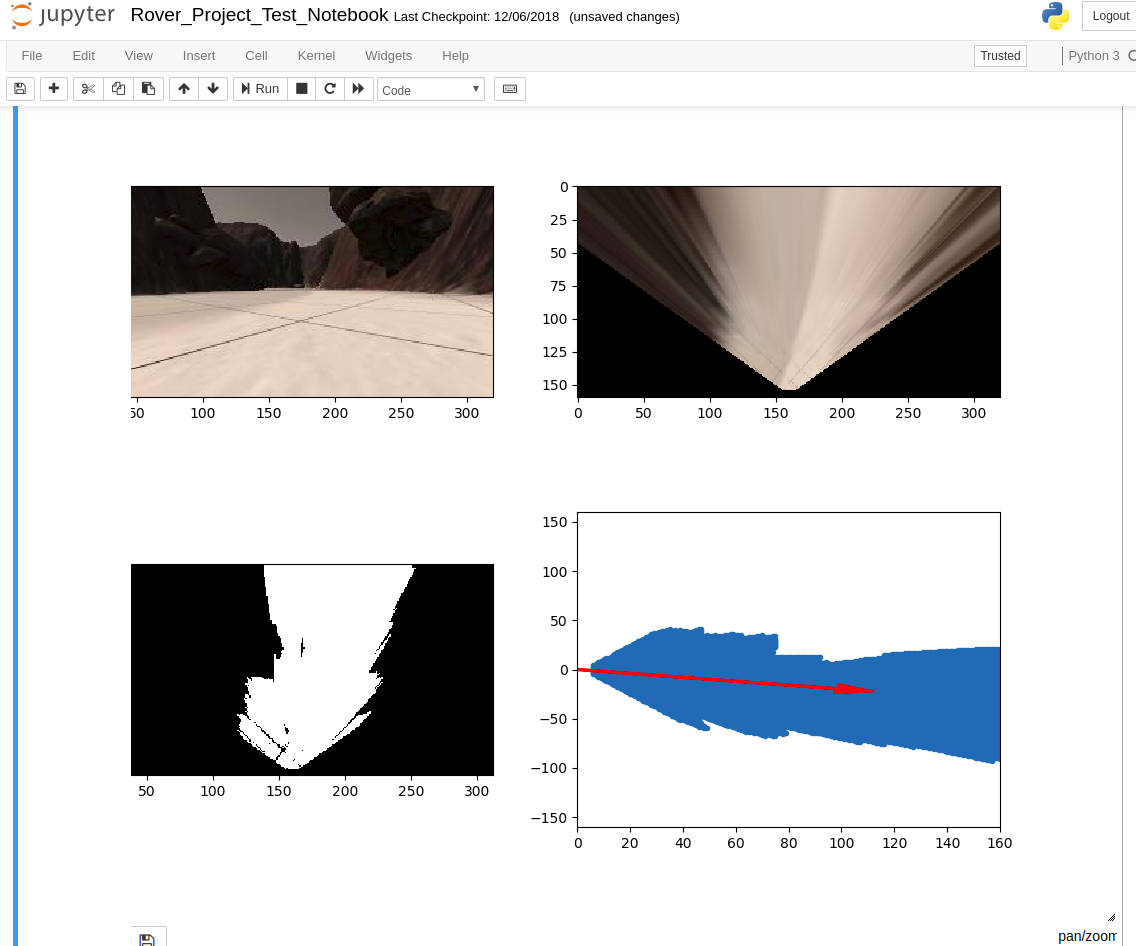 jupyter Rover_Project_Test_Notebook Last Checkpoint: 12/06/2018 (unsaved changes) Logout
File Edit View Insert Cell Kernel Widgets Help Trusted Python 3
Run Code
50 100 150 200 250 300
0
25
50
75
100
125
150
0 50 100 150 200 250 300
50 100 150 200 250 300
150
100
50
0
−50
−100
−150
0 20 40 60 80 100 120 140 160
pan/zoom